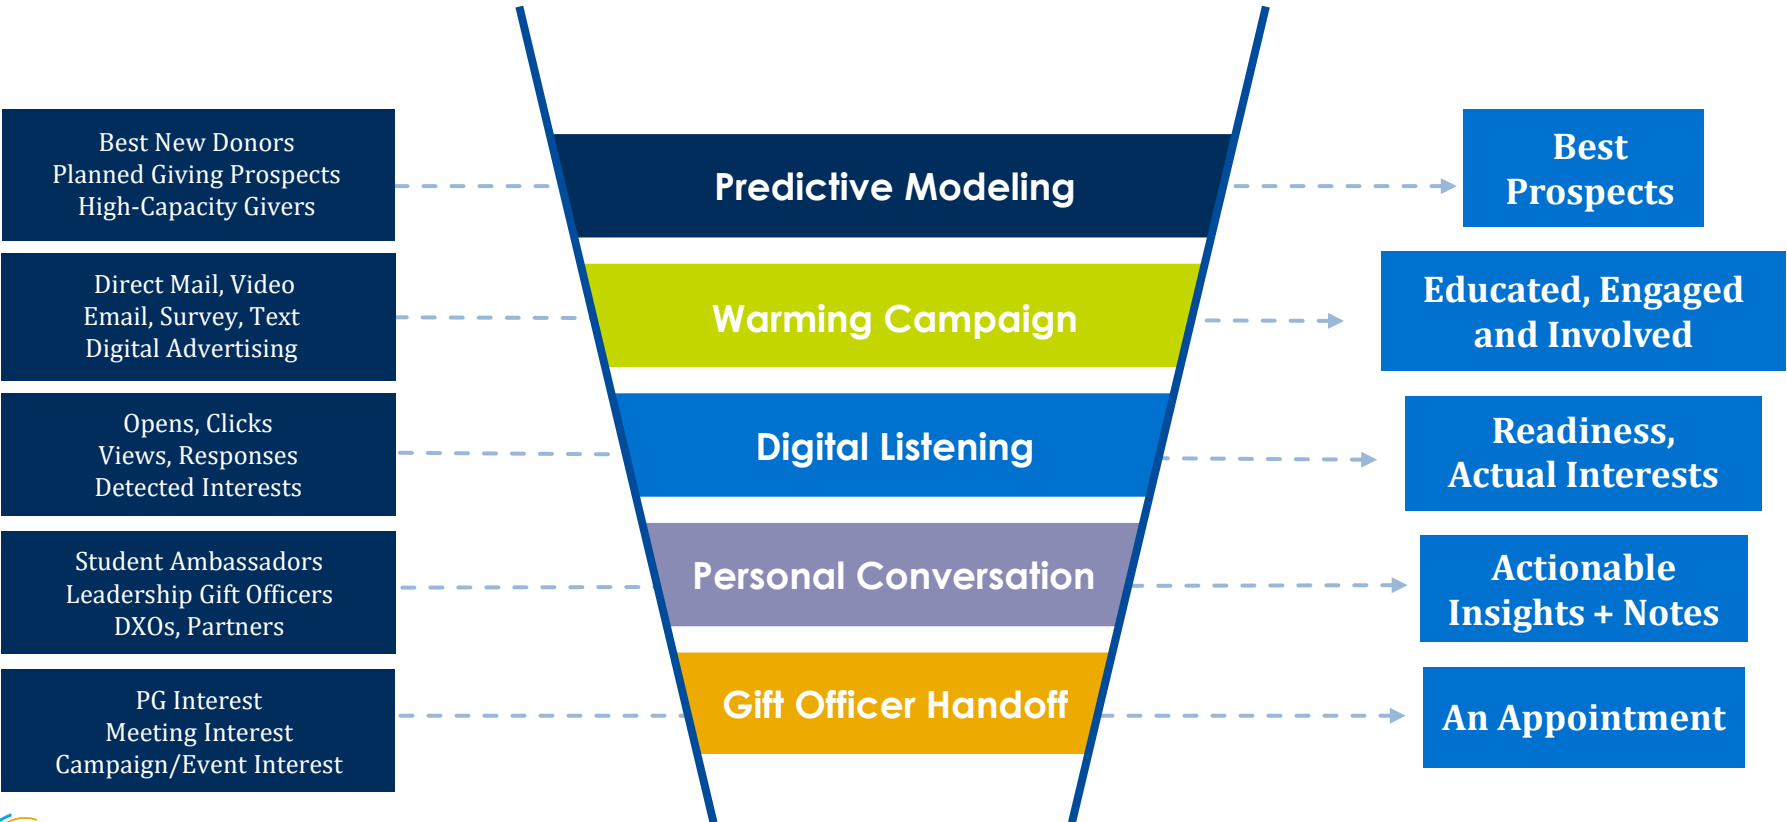 Best New Donors
Planned Giving Prospects
High-Capacity Givers
Predictive Modeling
Best
Prospects
Direct Mail, Video
Email, Survey, Text
Digital Advertising
Warming Campaign
Educated, Engaged
and Involved
Opens, Clicks
Views, Responses
Detected Interests
Digital Listening
Readiness,
Actual Interests
Student Ambassadors
Leadership Gift Officers
DXOs, Partners
Personal Conversation
Actionable
Insights + Notes
PG Interest
Meeting Interest
Campaign/Event Interest
Gift Officer Handoff
An Appointment